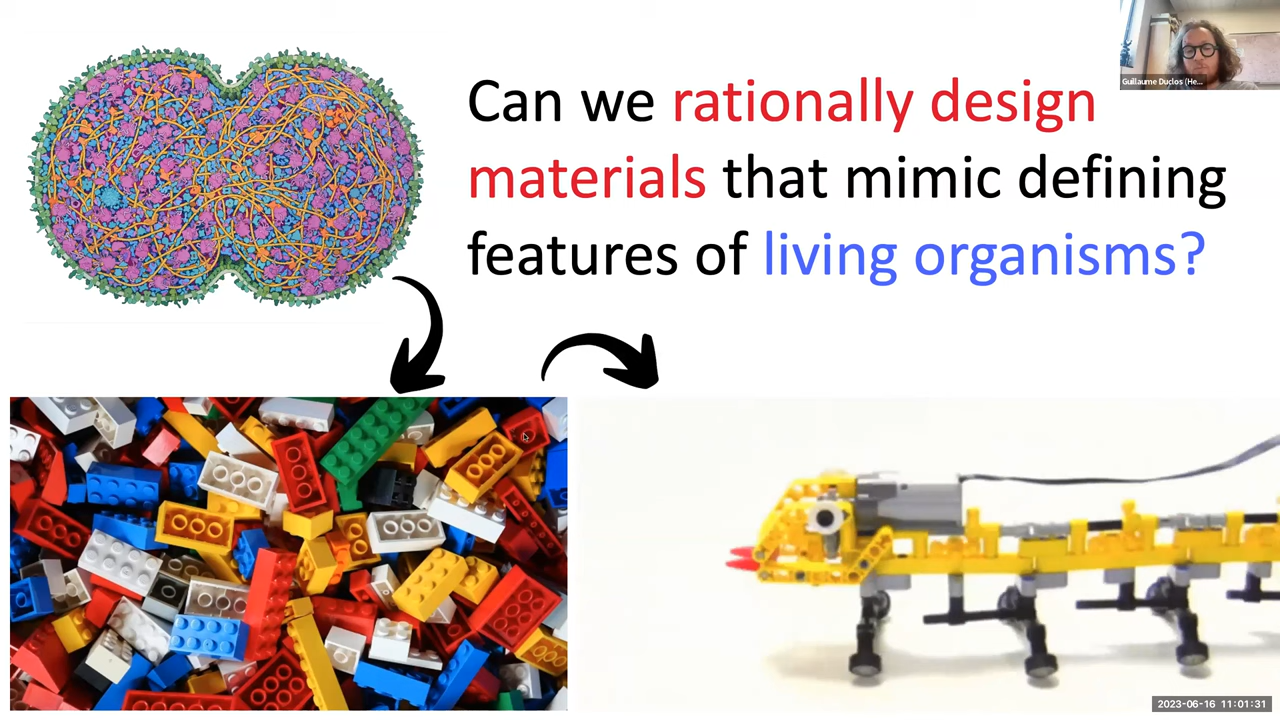 Can we rationally design
materials that mimic defining
features of living organisms?
Guillaume Duclos (He...
2023-06-16 11:01:31